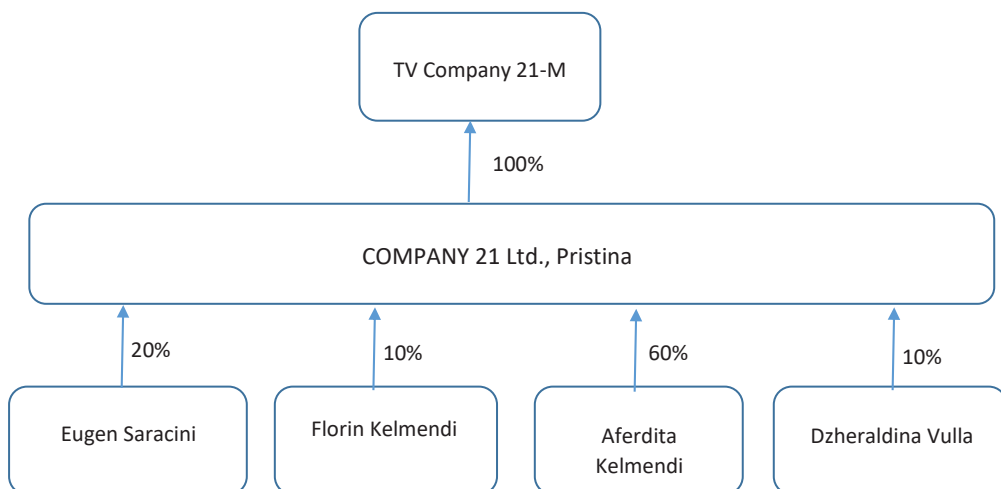 TV Company 21-M
100%
COMPANY 21 Ltd., Pristina
20%
10%
60%
10%
Eugen Saracini
Florin Kelmendi
Aferdita
Kelmendi
Dzheraldina Vulla